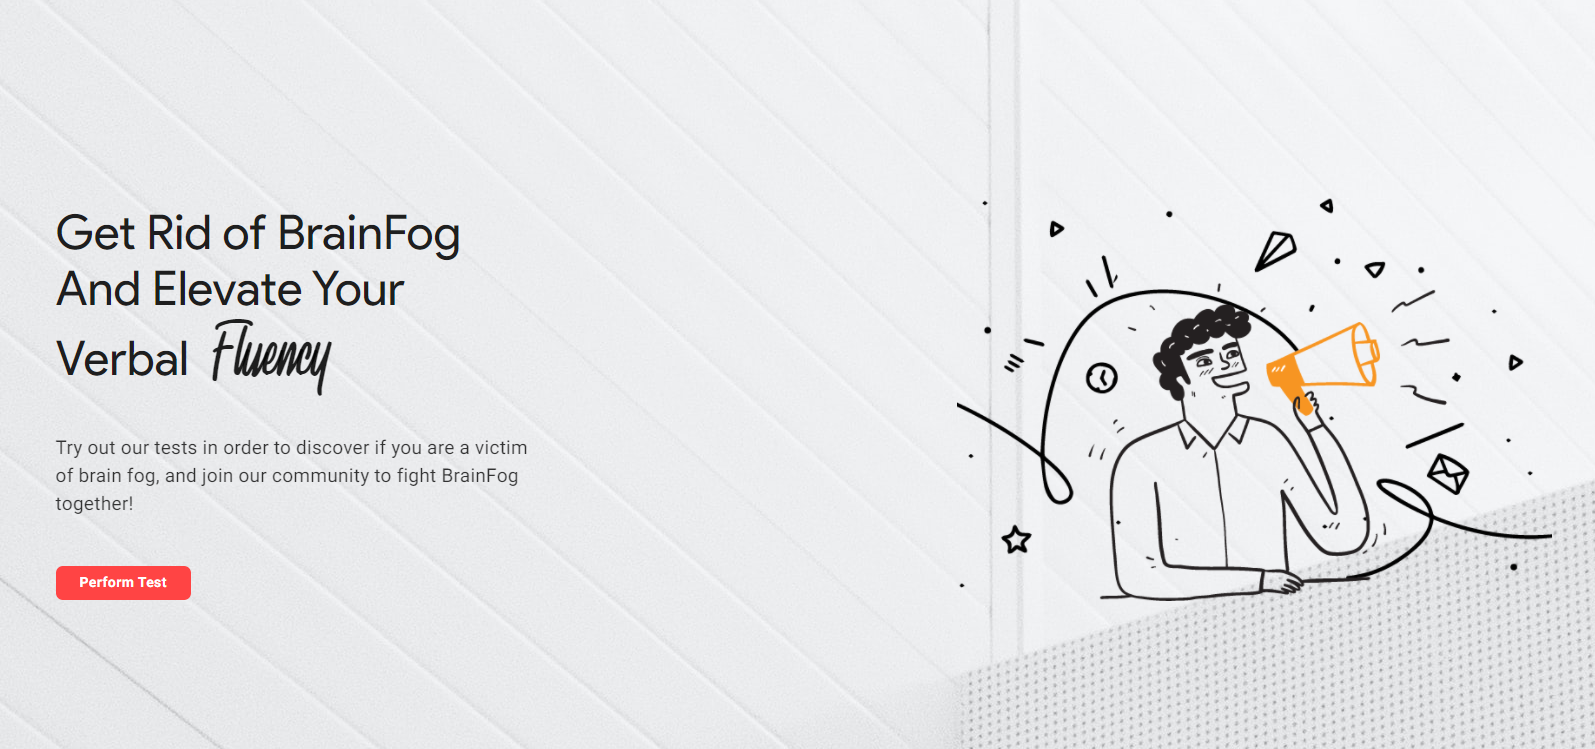 Get Rid of BrainFog
And Elevate Your
Verbal Fluency
Try out our tests in order to discover if you are a victim
of brain fog, and join our community to fight BrainFog
together!
Perform Test